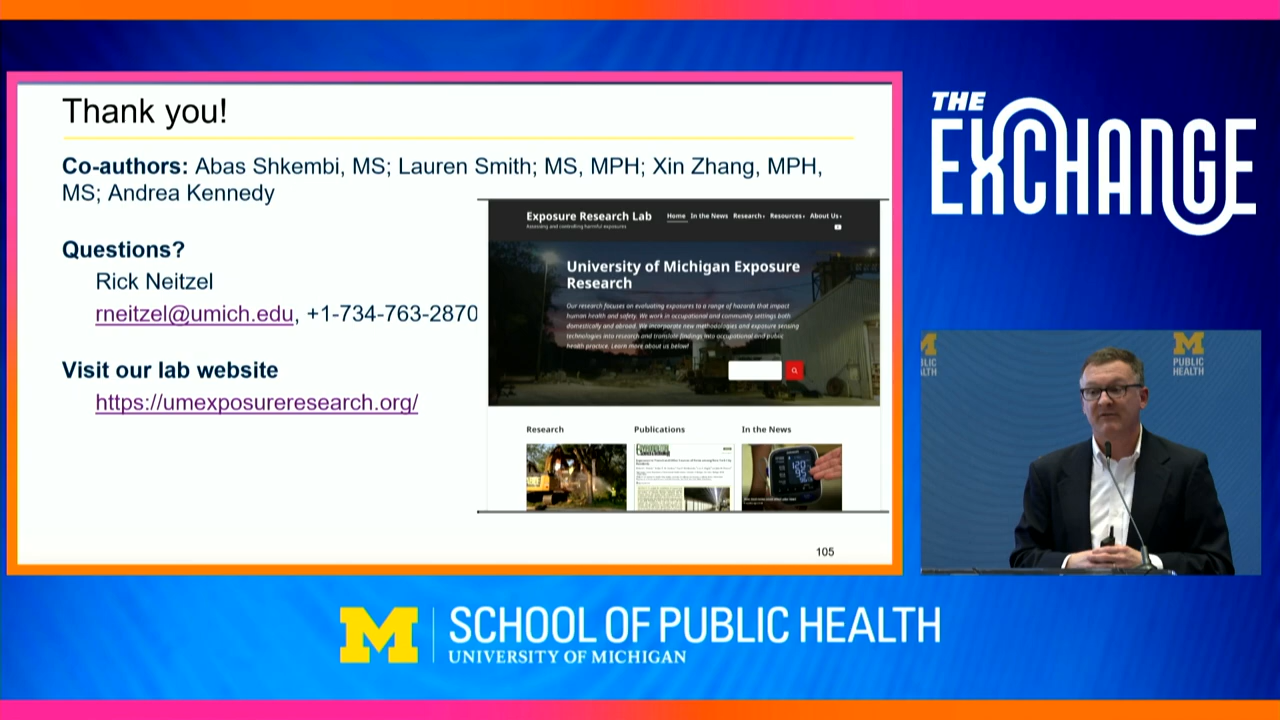 THE
EXCHANGE
Thank you!
Co-authors: Abas Shkembi, MS; Lauren Smith; MS, MPH; Xin Zhang, MPH,
MS; Andrea Kennedy
Questions?
Rick Neitzel
rneitzel@umich.edu, +1-734-763-2870
Visit our lab website
https://umexposureresearch.org/
Exposure Research Lab
Assessing and controlling harmful exposures
Home In the News Research Resources About Us
University of Michigan Exposure
Research
Our research focuses on evaluating exposures to a range of hazards that impact
human health and safety. We work in occupational and community settings both
domestically and abroad. We incorporate new methodologies and exposure sensing
technologies into research and translate findings into occupational and public
health practice. Learn more about us below!
Research Publications In the News
105
M
PUBLIC
HEALTH
M SCHOOL OF PUBLIC HEALTH
UNIVERSITY OF MICHIGAN